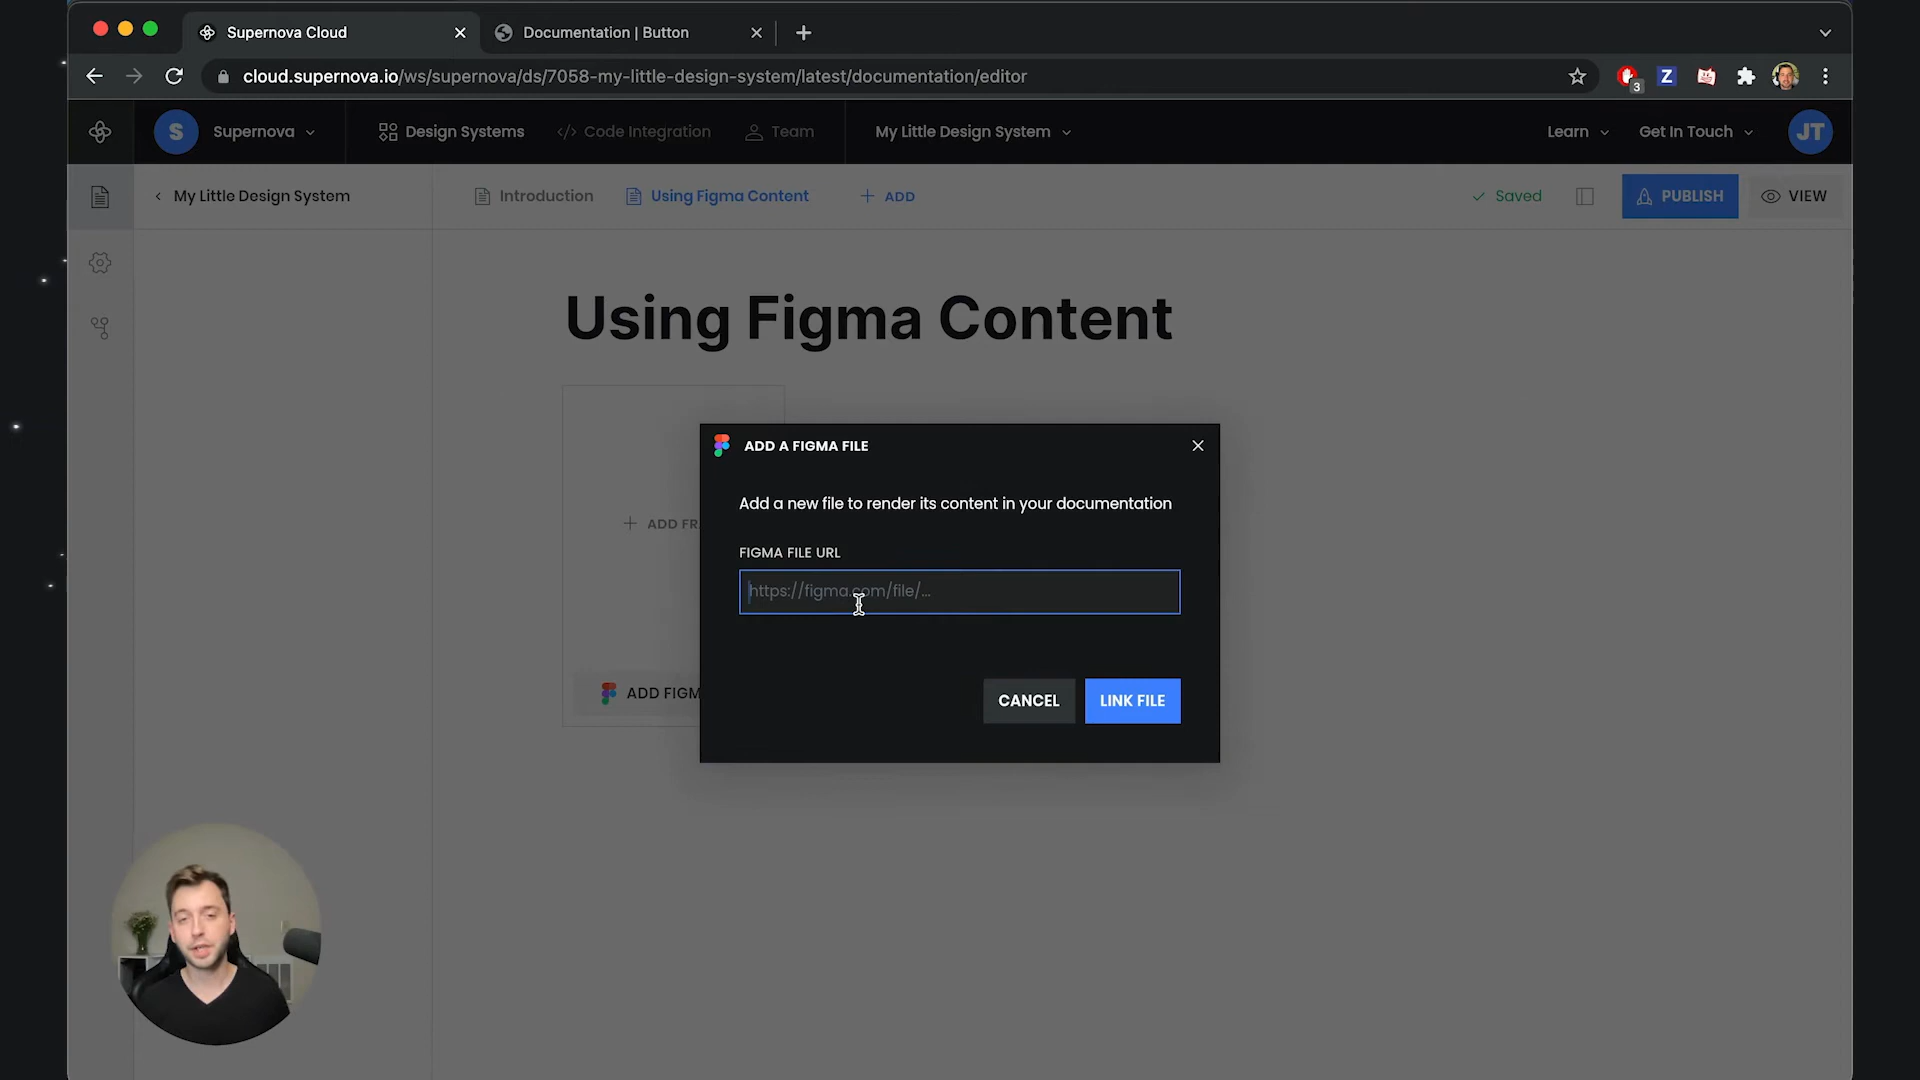 Supernova Cloud
Documentation | Button
cloud.supernova.io/ws/supernova/ds/7058-my-little-design-system/latest/documentation/editor
Z
3
S
Supernova
Design Systems
Code Integration
Team
My Little Design System
Learn
Get In Touch
JT
My Little Design System
Introduction
Using Figma Content
ADD
Saved
PUBLISH
VIEW
Using Figma Content
ADD A FIGMA FILE
Add a new file to render its content in your documentation
ADD FR
FIGMA FILE URL
https://figma.com/file/...
ADD FIGM
CANCEL
LINK FILE